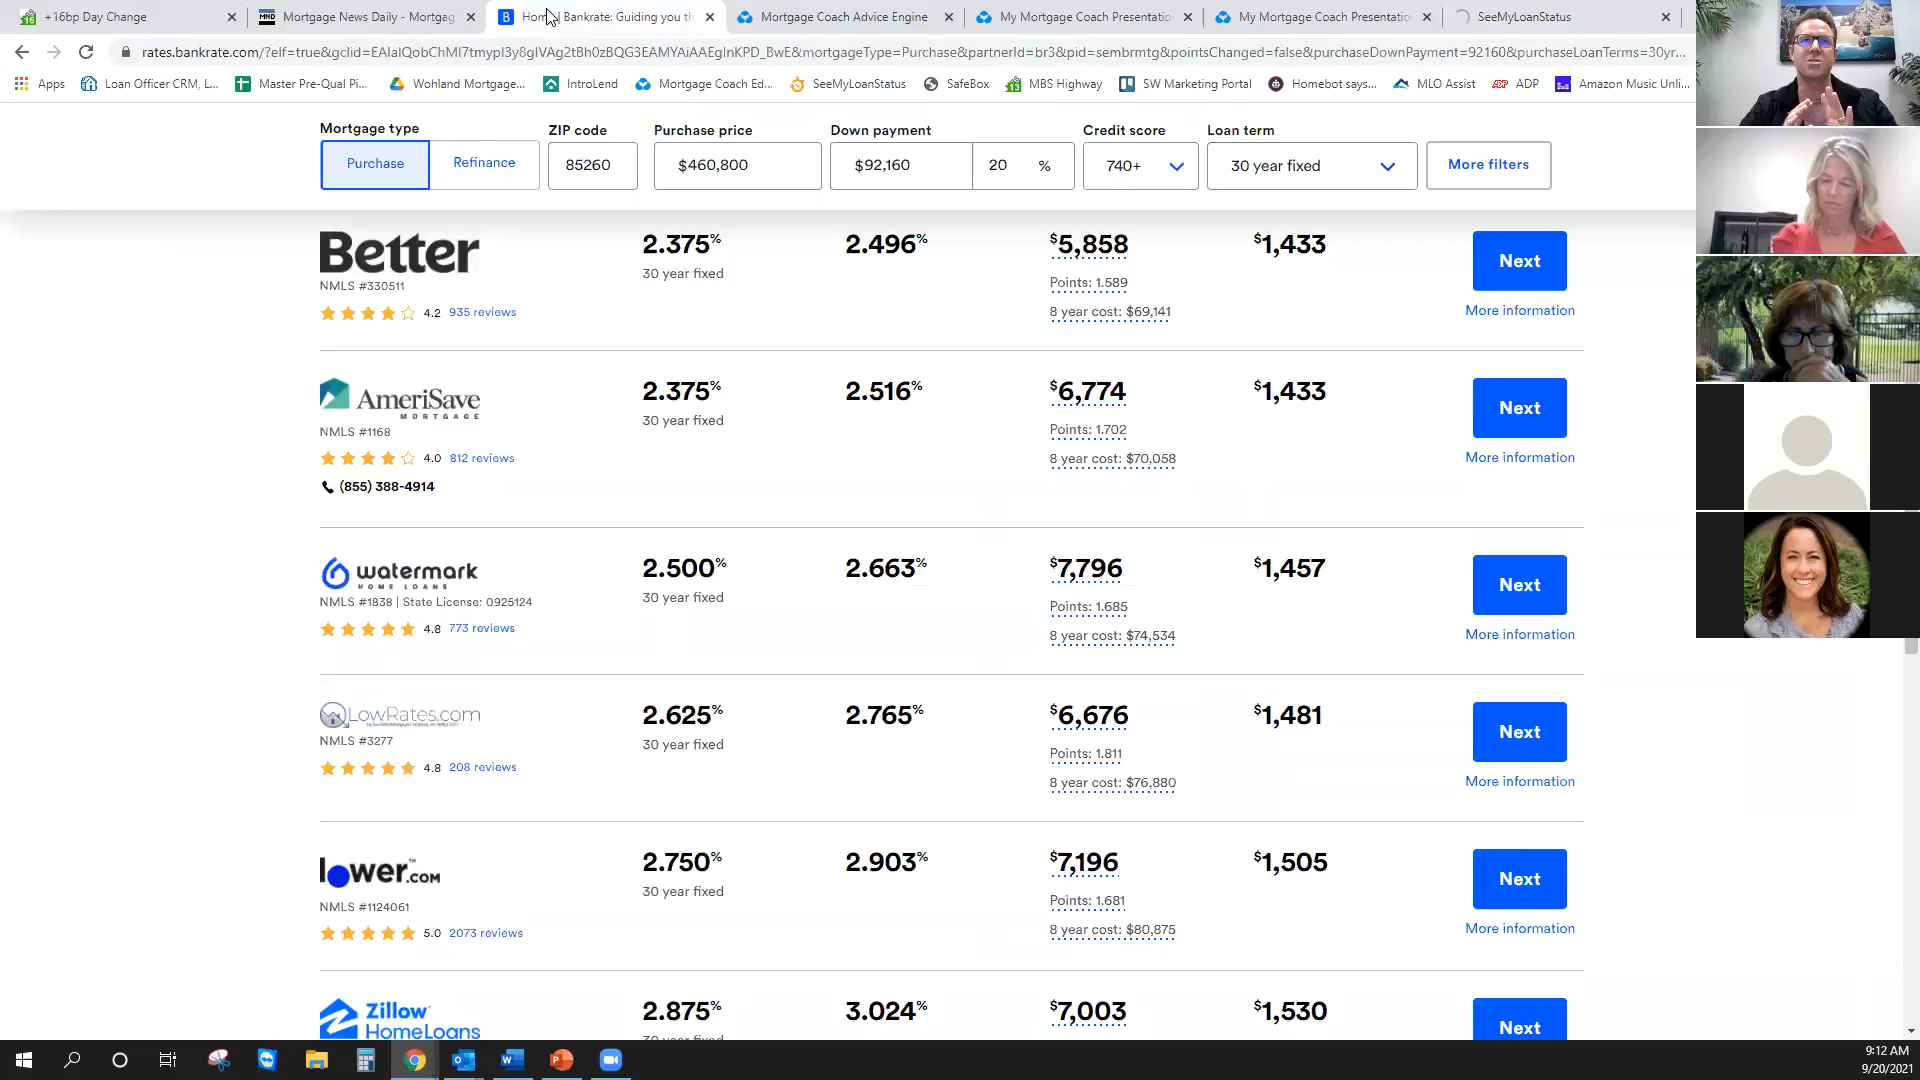 +16bp Day Change
Mortgage News Daily - Mortgag
Home | Bankrate: Guiding you th
Mortgage Coach Advice Engine
My Mortgage Coach Presentatio
My Mortgage Coach Presentatio
SeeMyLoanStatus
rates.bankrate.com/?elf=true&gclid=EAIaIQobChMI7tmypI3y8gIVAg2tBh0zBQG3EAMYAiAAEgInKPD_BwE&mortgageType=Purchase&partnerId=br3&pid=sembrmtg&pointsChanged=false&purchaseDownPayment=92160&purchaseLoanTerms=30yr...
Apps
Loan Officer CRM, L...
Master Pre-Qual Pi...
Wohland Mortgage...
IntroLend
Mortgage Coach Ed...
SeeMyLoanStatus
SafeBox
MBS Highway
SW Marketing Portal
Homebot says...
MLO Assist
ADP
Amazon Music Unli...
Mortgage type
ZIP code
Purchase price
Down payment
Credit score
Loan term
Purchase
Refinance
85260
$460,800
$92,160
20 %
740+
30 year fixed
More filters
Better
2.375%
2.496%
$5,858
$1,433
Next
30 year fixed
NMLS #330511
Points: 1.589
4.2 935 reviews
8 year cost: $69,141
More information
AmeriSave
MORTGAGE
2.375%
2.516%
$6,774
$1,433
Next
30 year fixed
NMLS #1168
Points: 1.702
4.0 812 reviews
8 year cost: $70,058
More information
(855) 388-4914
watermark
HOME LOANS
2.500%
2.663%
$7,796
$1,457
Next
30 year fixed
NMLS #1838 | State License: 0925124
Points: 1.685
4.8 773 reviews
8 year cost: $74,534
More information
LowRates.com
2.625%
2.765%
$6,676
$1,481
Next
30 year fixed
NMLS #3277
Points: 1.811
4.8 208 reviews
8 year cost: $76,880
More information
lower.COM
2.750%
2.903%
$7,196
$1,505
Next
30 year fixed
NMLS #1124061
Points: 1.681
5.0 2073 reviews
8 year cost: $80,875
More information
Zillow
HomeLoans
2.875%
3.024%
$7,003
$1,530
Next
9:12 AM
9/20/2021